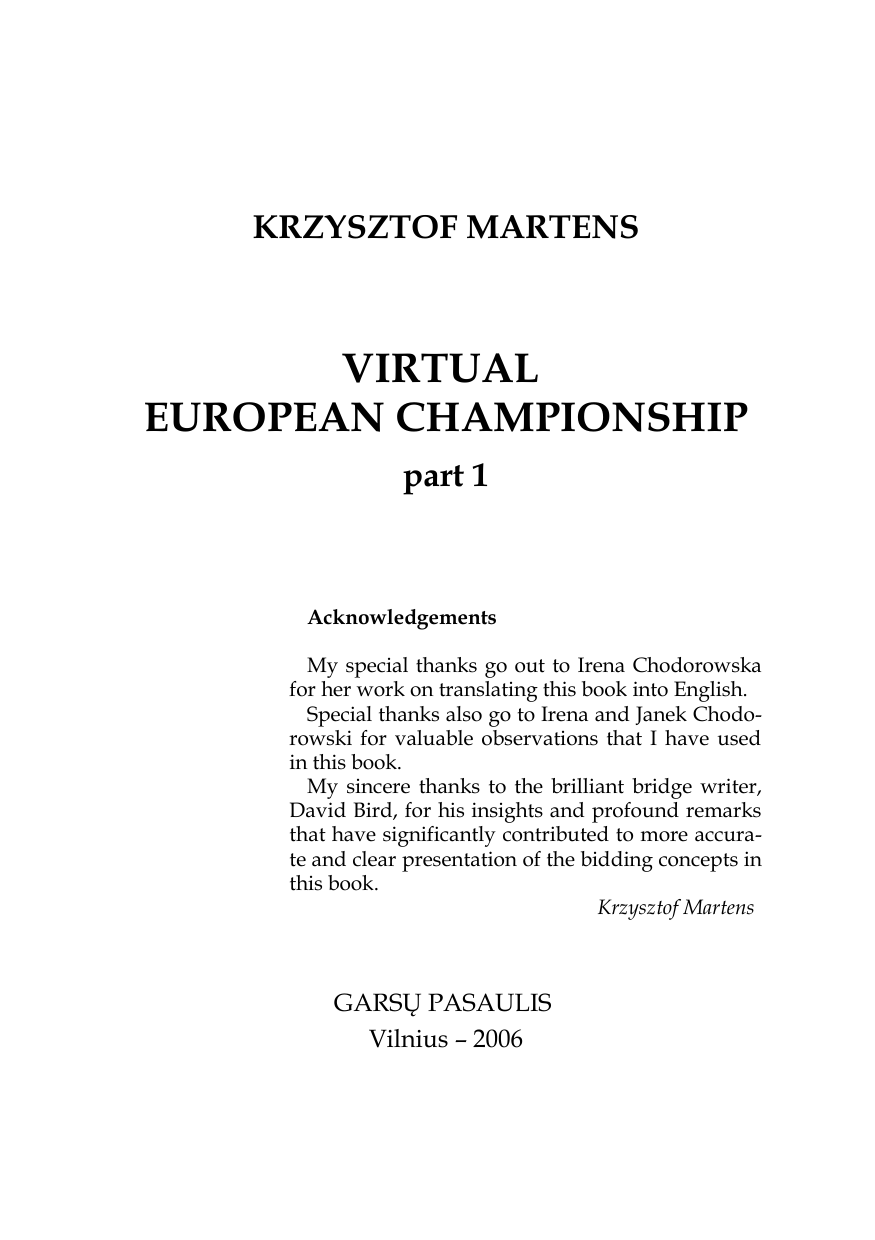 KRZYSZTOF MARTENS
VIRTUAL
EUROPEAN CHAMPIONSHIP
part 1
Acknowledgements
My special thanks go out to Irena Chodorowska
for her work on translating this book into English.
Special thanks also go to Irena and Janek Chodo-
rowski for valuable observations that I have used
in this book.
My sincere thanks to the brilliant bridge writer,
David Bird, for his insights and profound remarks
that have significantly contributed to more accura-
te and clear presentation of the bidding concepts in
this book.
Krzysztof Martens
GARSŲ PASAULIS
Vilnius – 2006